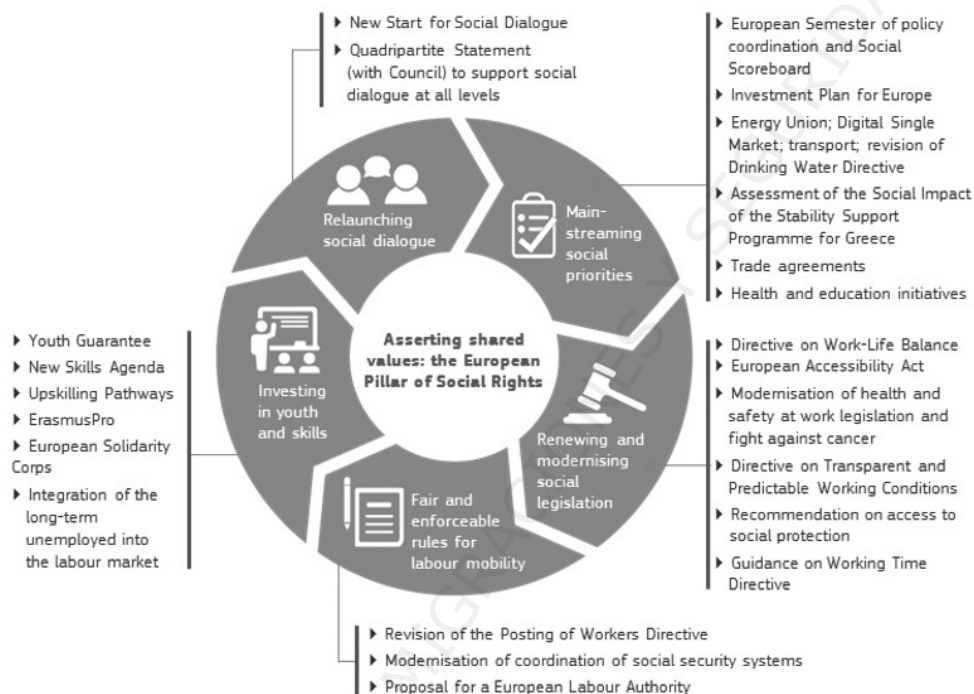 ▸ New Start for Social Dialogue
▸ Quadripartite Statement
(with Council) to support social
dialogue at all levels
▸ European Semester of policy
coordination and Social
Scoreboard
▸ Investment Plan for Europe
▸ Energy Union; Digital Single
Market; transport; revision of
Drinking Water Directive
▸ Assessment of the Social Impact
of the Stability Support
Programme for Greece
▸ Trade agreements
▸ Health and education initiatives
Relaunching
social dialogue
Main-
streaming
social
priorities
Asserting shared
values: the European
Pillar of Social Rights
Investing
in youth
and skills
Renewing and
modernising
social
legislation
Fair and
enforceable
rules for
labour mobility
▸ Youth Guarantee
▸ New Skills Agenda
▸ Upskilling Pathways
▸ ErasmusPro
▸ European Solidarity
Corps
▸ Integration of the
long-term
unemployed into
the labour market
▸ Directive on Work-Life Balance
▸ European Accessibility Act
▸ Modernisation of health and
safety at work legislation and
fight against cancer
▸ Directive on Transparent and
Predictable Working Conditions
▸ Recommendation on access to
social protection
▸ Guidance on Working Time
Directive
▸ Revision of the Posting of Workers Directive
▸ Modernisation of coordination of social security systems
▸ Proposal for a European Labour Authority